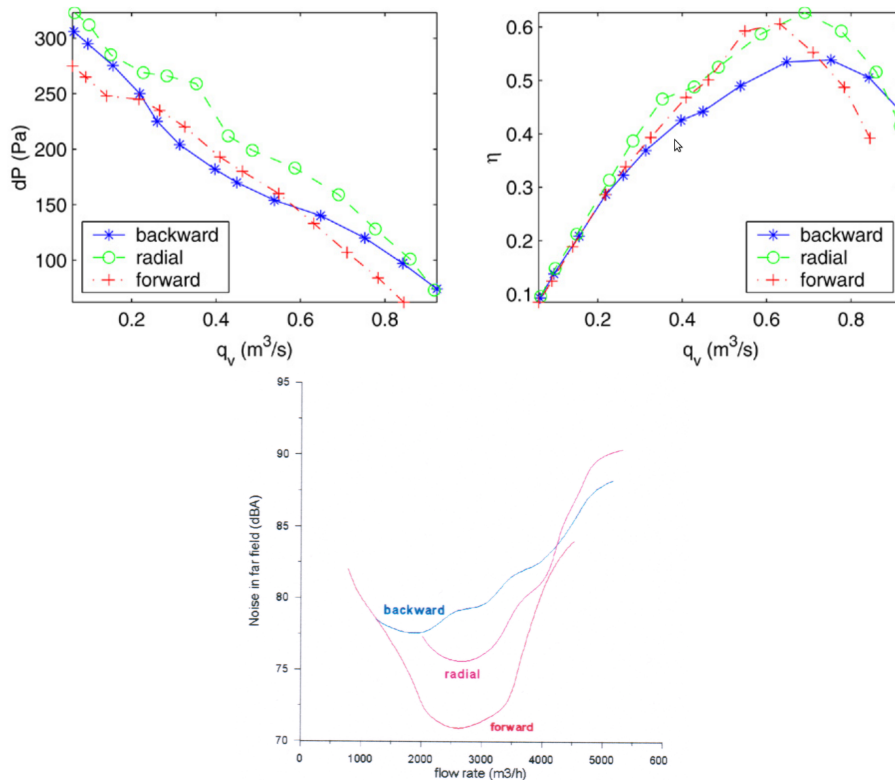 300
250
200
150
100
dP (Pa)
backward
radial
forward
0.2 0.4 0.6 0.8
q_v (m^3/s)
0.6
0.5
0.4
0.3
0.2
0.1
η
backward
radial
forward
0.2 0.4 0.6 0.8
q_v (m^3/s)
95
90
85
80
75
70
Noise in far field (dBA)
backward
radial
forward
0 1000 2000 3000 4000 5000 600
flow rate (m3/h)